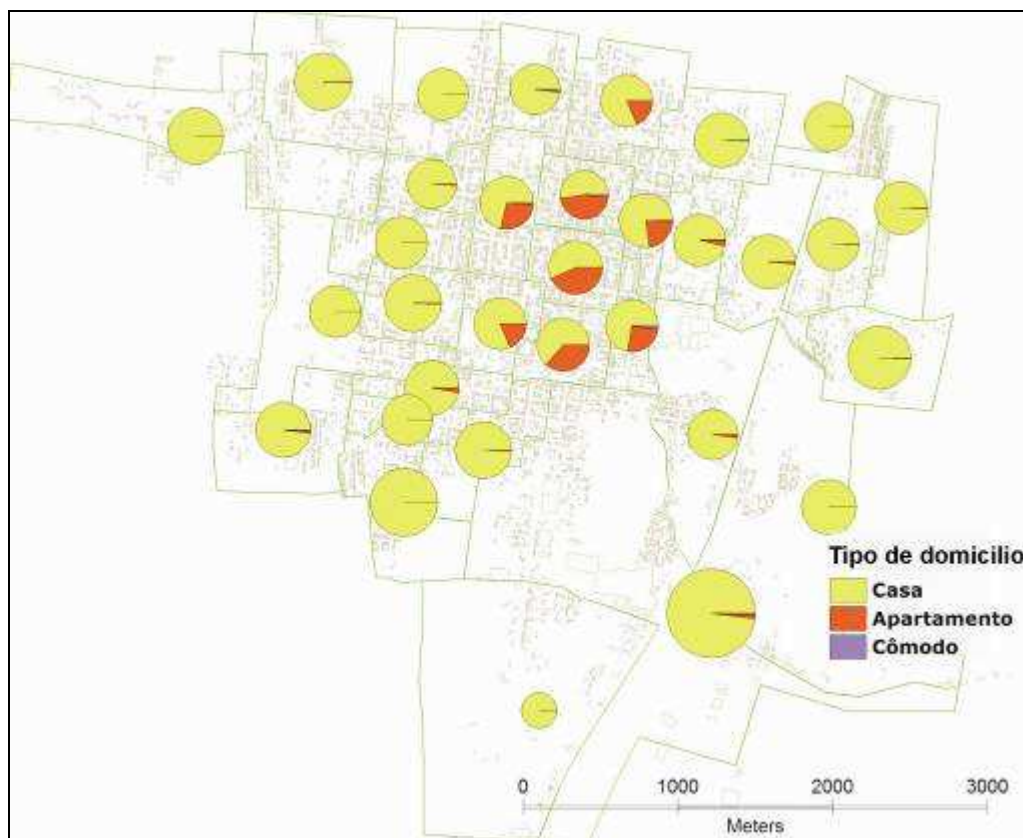 Tipo de domicilio
Casa
Apartamento
Cômodo
0 1000 2000 3000
Meters